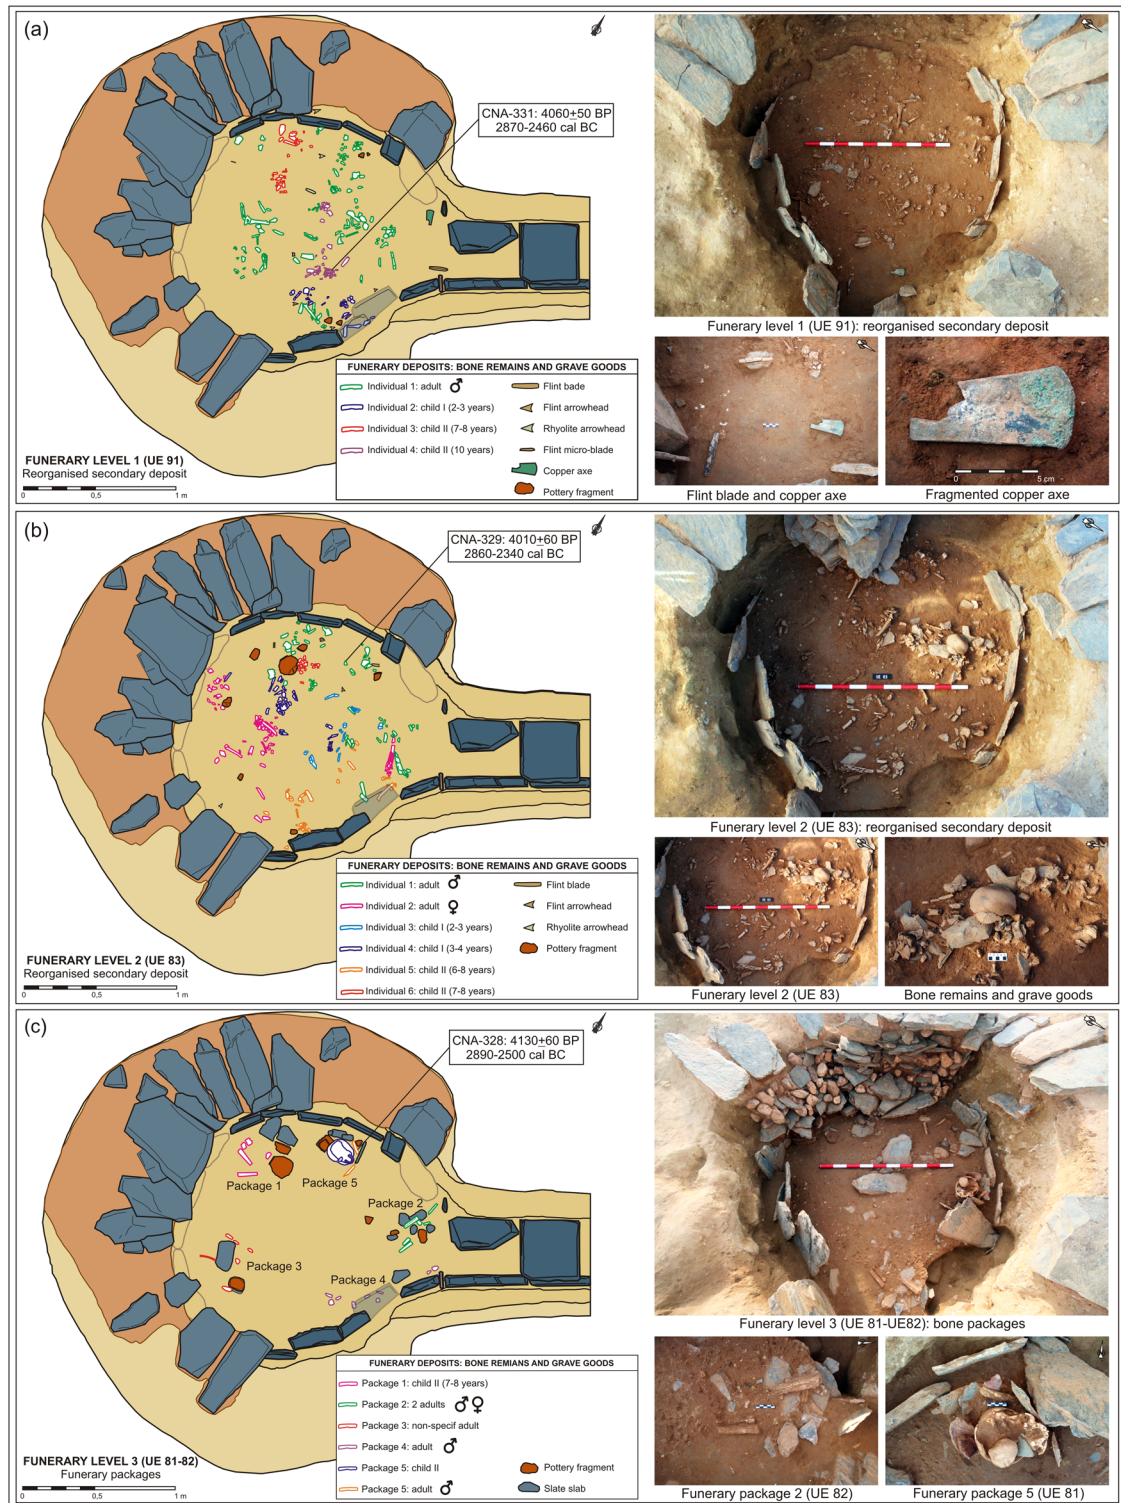 (a)
CNA-331: 4060±50 BP
2870-2460 cal BC
FUNERARY DEPOSITS: BONE REMAINS AND GRAVE GOODS
Individual 1: adult ♂
Individual 2: child I (2-3 years)
Individual 3: child II (7-8 years)
Individual 4: child II (10 years)
Flint bade
Flint arrowhead
Rhyolite arrowhead
Flint micro-blade
Copper axe
Pottery fragment
FUNERARY LEVEL 1 (UE 91)
Reorganised secondary deposit
0 0,5 1 m
Funerary level 1 (UE 91): reorganised secondary deposit
Flint blade and copper axe
0 5 cm
Fragmented copper axe
(b)
CNA-329: 4010±60 BP
2860-2340 cal BC
FUNERARY DEPOSITS: BONE REMAINS AND GRAVE GOODS
Individual 1: adult ♂
Individual 2: adult ♀
Individual 3: child I (2-3 years)
Individual 4: child I (3-4 years)
Individual 5: child II (6-8 years)
Individual 6: child II (7-8 years)
Flint blade
Flint arrowhead
Rhyolite arrowhead
Pottery fragment
FUNERARY LEVEL 2 (UE 83)
Reorganised secondary deposit
0 0,5 1 m
UE 83
Funerary level 2 (UE 83): reorganised secondary deposit
Funerary level 2 (UE 83)
Bone remains and grave goods
(c)
CNA-328: 4130±60 BP
2890-2500 cal BC
Package 1
Package 5
Package 2
Package 3
Package 4
FUNERARY DEPOSITS: BONE REMIANS AND GRAVE GOODS
Package 1: child II (7-8 years)
Package 2: 2 adults ♂♀
Package 3: non-specif adult
Package 4: adult ♂
Package 5: child II
Package 5: adult ♂
Pottery fragment
Slate slab
FUNERARY LEVEL 3 (UE 81-82)
Funerary packages
0 0,5 1 m
Funerary level 3 (UE 81-UE82): bone packages
Funerary package 2 (UE 82)
Funerary package 5 (UE 81)